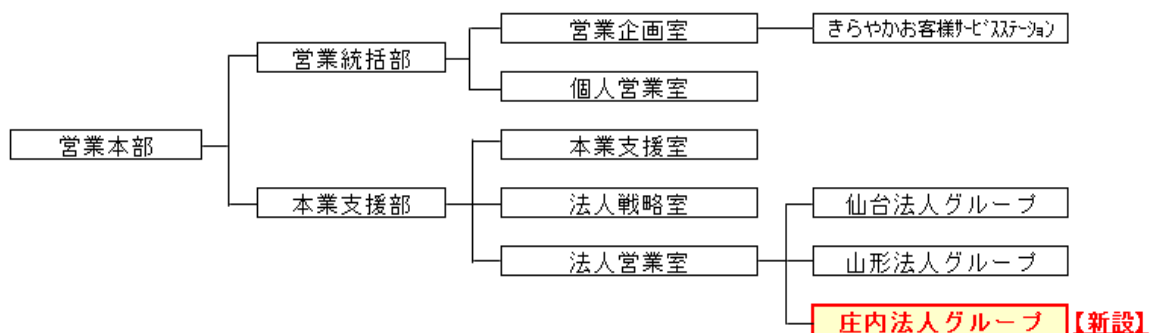 営業本部
営業統括部
営業企画室
きらやかお客様ｻｰﾋﾞｽｽﾃｰｼｮﾝ
個人営業室
本業支援部
本業支援室
法人戦略室
法人営業室
仙台法人グループ
山形法人グループ
庄内法人グループ【新設】